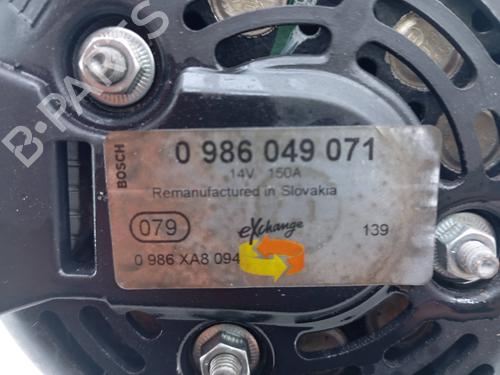 B-PARTS
BOSCH
0 986 049 071
14V 150A
Remanufactured in Slovakia
079
eXchange
139
0 986 XA8 094